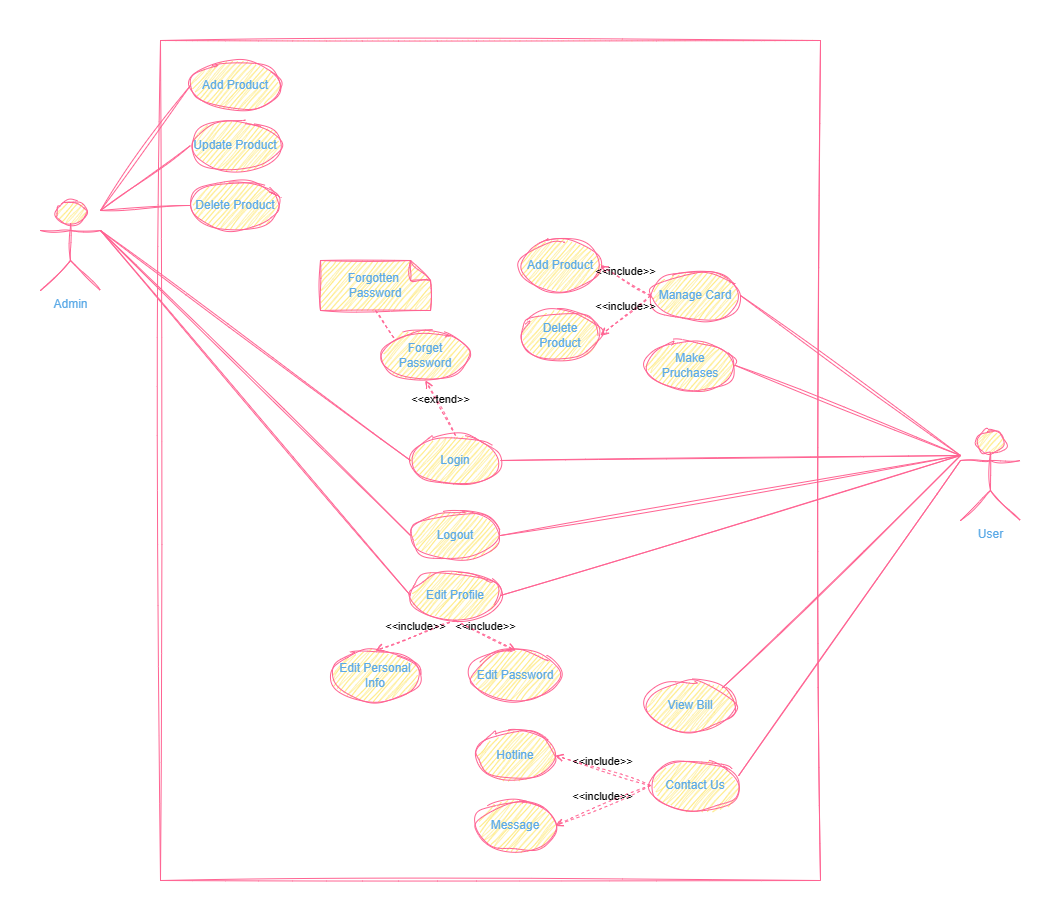 Add Product
Update Product
Delete Product
Admin
Forgotten
Password
Forget
Password
<<extend>>
Add Product
<<include>>
Manage Card
<<include>>
Delete
Product
Make
Pruchases
Login
Logout
User
Edit Profile
<<include>>
<<include>>
Edit Personal
Info
Edit Password
View Bill
Hotline
<<include>>
Contact Us
<<include>>
Message